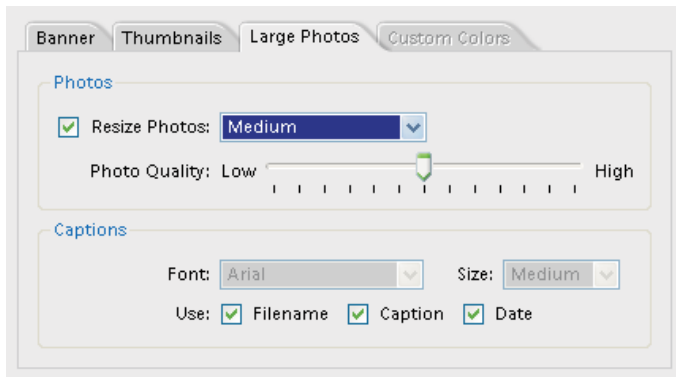 Banner Thumbnails Large Photos Custom Colors
Photos
Resize Photos: Medium
Photo Quality: Low High
Captions
Font: Arial Size: Medium
Use: Filename Caption Date